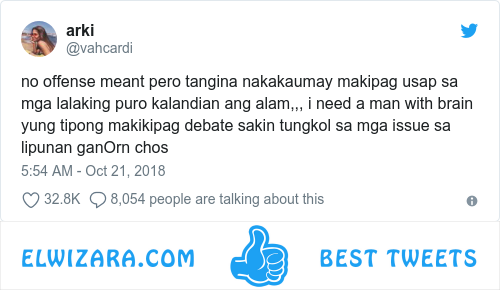 arki
@vahcardi
no offense meant pero tangina nakakaumay makipag usap sa
mga lalaking puro kalandian ang alam,,, i need a man with brain
yung tipong makikipag debate sakin tungkol sa mga issue sa
lipunan ganOrn chos
5:54 AM - Oct 21, 2018
32.8K 8,054 people are talking about this
ELWIZARA.COM BEST TWEETS